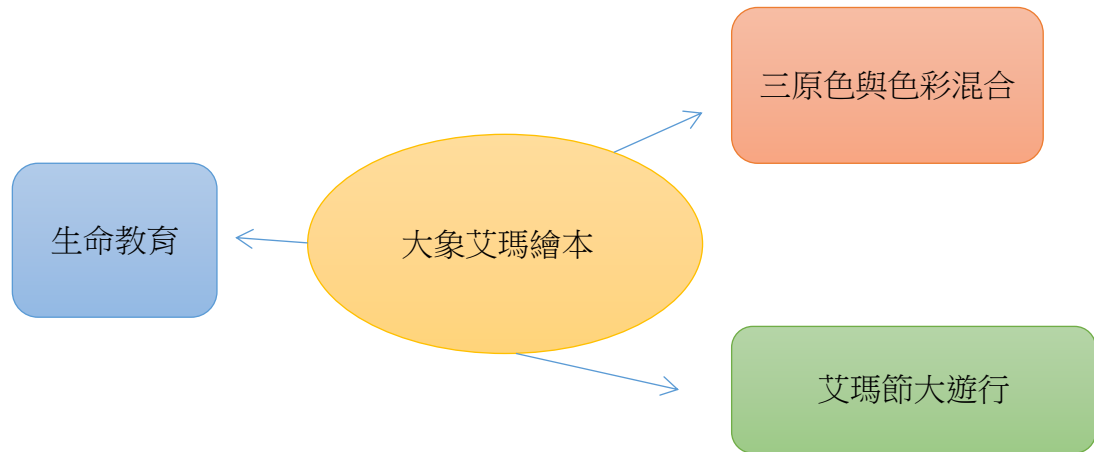 三原色與色彩混合
生命教育
大象艾瑪繪本
艾瑪節大遊行